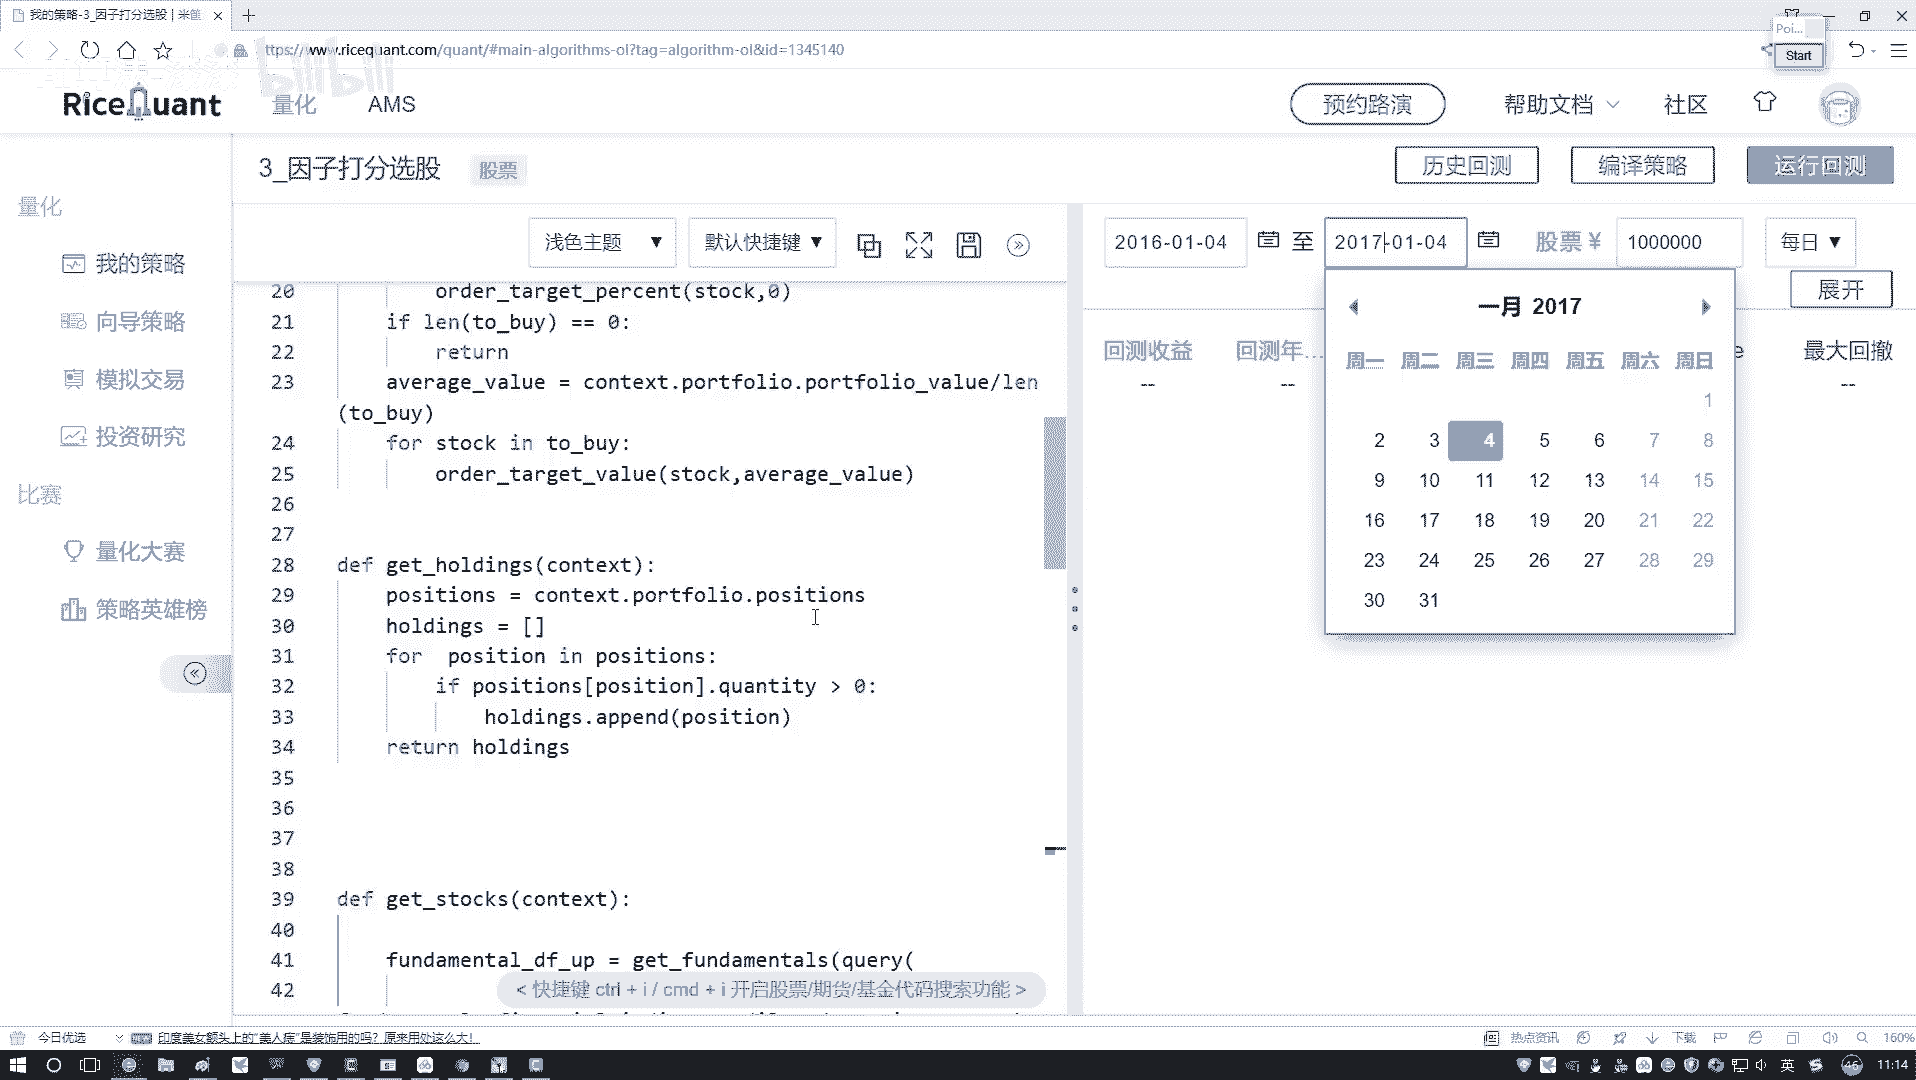 我的策略-3_因子打分选股 | 米筐
Poi...
ttps://www.ricequant.com/quant/#main-algorithms-ol?tag=algorithm-ol&id=1345140
Start
bilibili
RiceQuant
量化
AMS
预约路演
帮助文档
社区
3_因子打分选股
股票
历史回测
编译策略
运行回测
量化
我的策略
向导策略
模拟交易
投资研究
比赛
量化大赛
策略英雄榜
浅色主题 ▼
默认快捷键 ▼
2016-01-04 至 2017-01-04 股票 ¥ 1000000 每日 ▼
展开
20 order_target_percent(stock,0)
21 if len(to_buy) == 0:
22 return
23 average_value = context.portfolio.portfolio_value/len
(to_buy)
24 for stock in to_buy:
25 order_target_value(stock,average_value)
26
27
28 def get_holdings(context):
29 positions = context.portfolio.positions
30 holdings = []
31 for  position in positions:
32 if positions[position].quantity > 0:
33 holdings.append(position)
34 return holdings
35
36
37
38
39 def get_stocks(context):
40
41 fundamental_df_up = get_fundamentals(query(
42
< 快捷键 ctrl + i / cmd + i 开启股票/期货/基金代码搜索功能 >
回测收益
--
回测年...
--
e
最大回撤
--
一月 2017
周一 周二 周三 周四 周五 周六 周日
1
2 3 4 5 6 7 8
9 10 11 12 13 14 15
16 17 18 19 20 21 22
23 24 25 26 27 28 29
30 31
今日优选
印度美女额头上的“美人痣”是装饰用的吗？原来用处这么大！
热点资讯
下载
160%
英
46
11:14